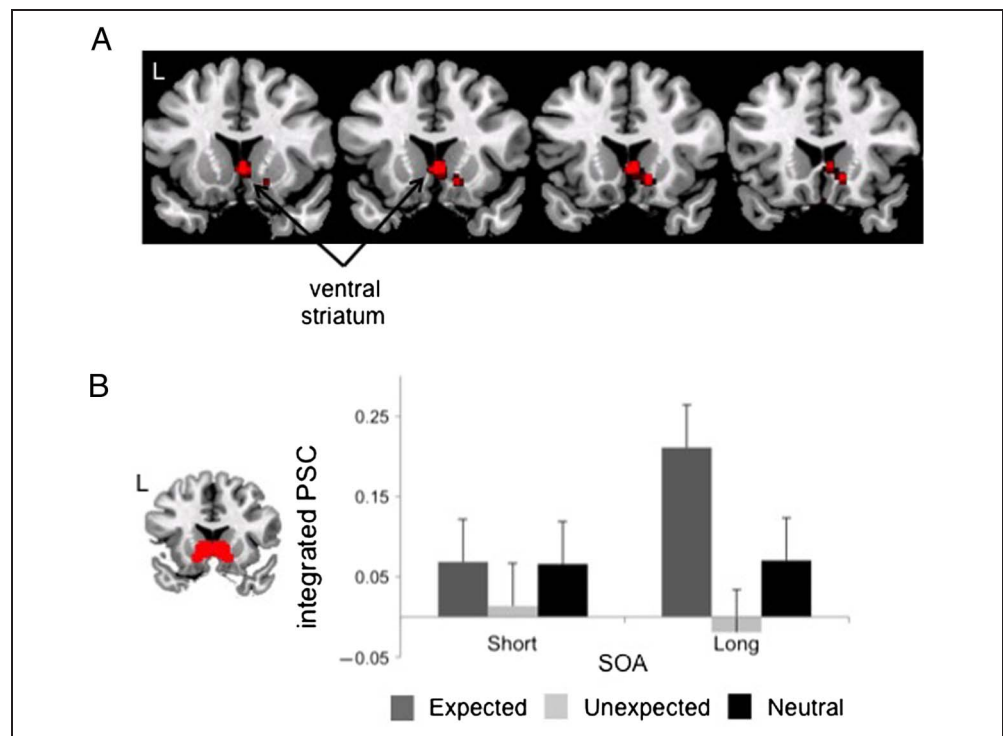 A
L
ventral
striatum
B
L
integrated PSC
0.25
0.15
0.05
−0.05
Short
Long
SOA
Expected
Unexpected
Neutral